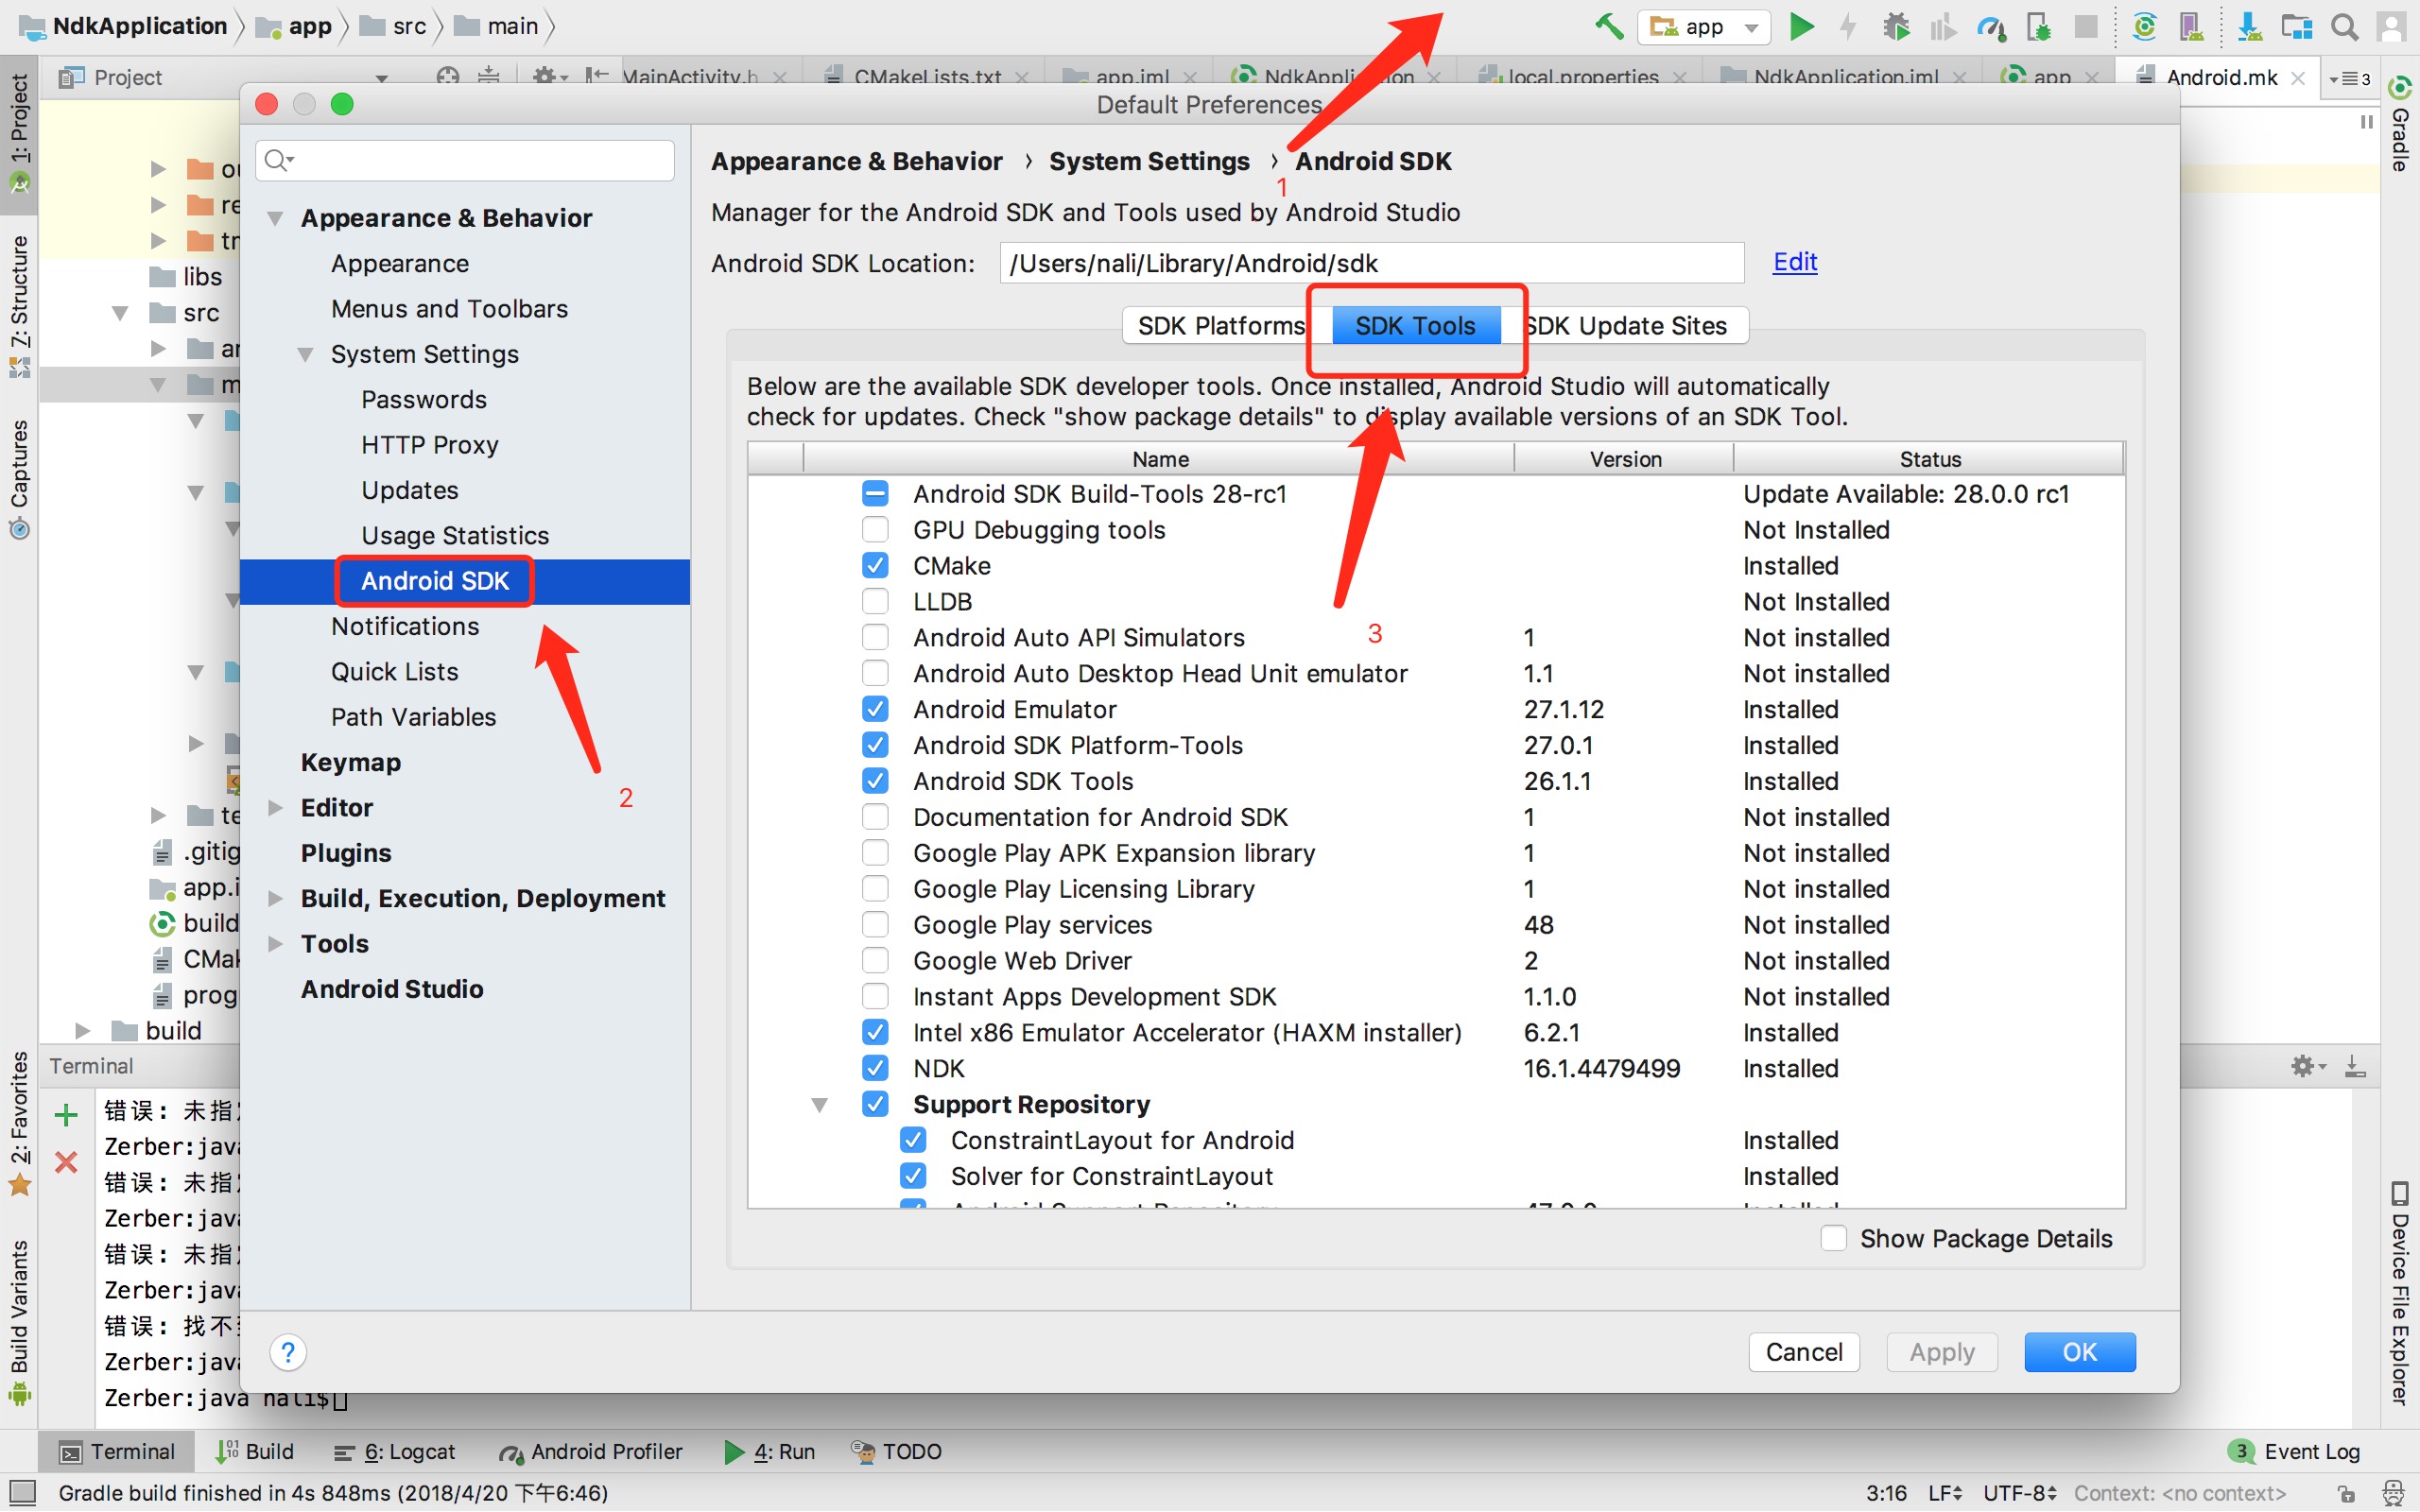 NdkApplication app src main
app
Project
MainActivity.h CMakeLists.txt app.iml NdkApplication local.properties NdkApplication.iml app Android.mk 3
1: Project
7: Structure
Captures
2: Favorites
Build Variants
Gradle
Device File Explorer
libs
src
.gitig
app.i
build
CMak
prog
build
Default Preferences
Appearance & Behavior
Appearance
Menus and Toolbars
System Settings
Passwords
HTTP Proxy
Updates
Usage Statistics
Android SDK
Notifications
Quick Lists
Path Variables
Keymap
Editor
Plugins
Build, Execution, Deployment
Tools
Android Studio
2
Appearance & Behavior › System Settings › Android SDK
1
Manager for the Android SDK and Tools used by Android Studio
Android SDK Location: /Users/nali/Library/Android/sdk Edit
SDK Platforms SDK Tools SDK Update Sites
Below are the available SDK developer tools. Once installed, Android Studio will automatically
check for updates. Check "show package details" to display available versions of an SDK Tool.
Name Version Status
Android SDK Build-Tools 28-rc1 Update Available: 28.0.0 rc1
GPU Debugging tools Not Installed
CMake Installed
LLDB Not Installed
3
Android Auto API Simulators 1 Not installed
Android Auto Desktop Head Unit emulator 1.1 Not installed
Android Emulator 27.1.12 Installed
Android SDK Platform-Tools 27.0.1 Installed
Android SDK Tools 26.1.1 Installed
Documentation for Android SDK 1 Not installed
Google Play APK Expansion library 1 Not installed
Google Play Licensing Library 1 Not installed
Google Play services 48 Not installed
Google Web Driver 2 Not installed
Instant Apps Development SDK 1.1.0 Not installed
Intel x86 Emulator Accelerator (HAXM installer) 6.2.1 Installed
NDK 16.1.4479499 Installed
Support Repository
ConstraintLayout for Android Installed
Solver for ConstraintLayout Installed
Show Package Details
? Cancel Apply OK
Terminal
错误: 未指
Zerber:java
错误: 未指
Zerber:java
错误: 未指
Zerber:java
错误: 找不
Zerber:java
Zerber:java nali$
Terminal Build 6: Logcat Android Profiler 4: Run TODO 3 Event Log
Gradle build finished in 4s 848ms (2018/4/20 下午6:46) 3:16 LF UTF-8 Context: <no context>